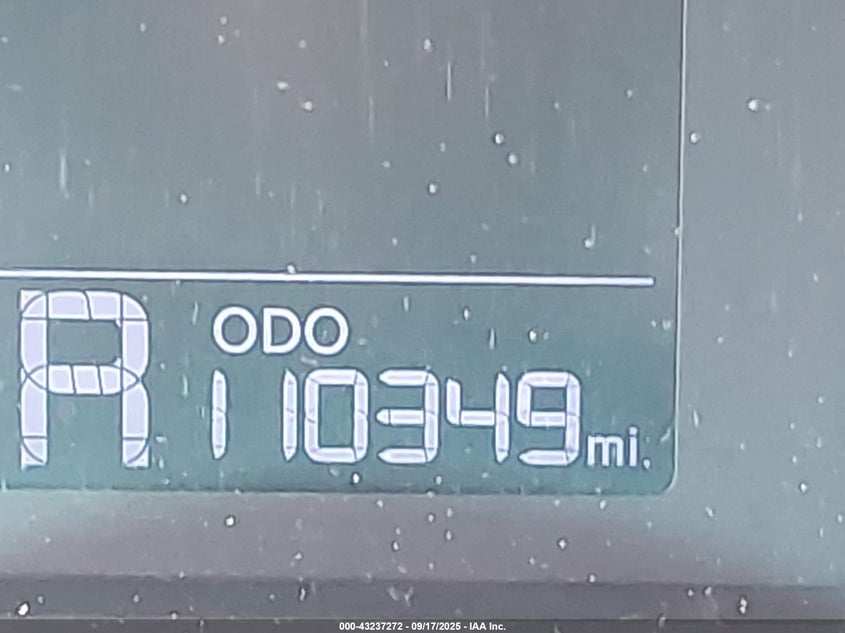 R ODO
110349 mi.
000-43237272 - 09/17/2025 - IAA Inc.